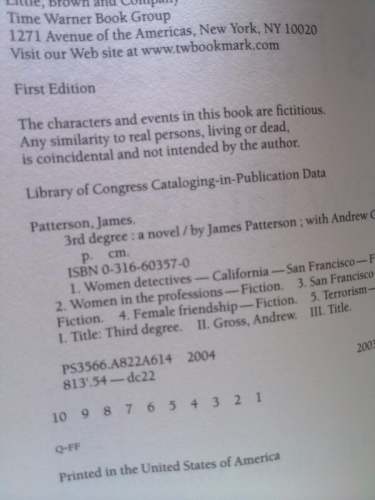 Little, Brown and Company
Time Warner Book Group
1271 Avenue of the Americas, New York, NY 10020
Visit our Web site at www.twbookmark.com
First Edition
The characters and events in this book are fictitious.
Any similarity to real persons, living or dead,
is coincidental and not intended by the author.
Library of Congress Cataloging-in-Publication Data
Patterson, James.
3rd degree : a novel / by James Patterson ; with Andrew G
p. cm.
ISBN 0-316-60357-0
1. Women detectives — California — San Francisco — F
2. Women in the professions — Fiction. 3. San Francisco
Fiction. 4. Female friendship — Fiction. 5. Terrorism —
I. Title: Third degree. II. Gross, Andrew. III. Title.
PS3566.A822A614 2004
813'.54 — dc22
2003
10 9 8 7 6 5 4 3 2 1
Q-FF
Printed in the United States of America